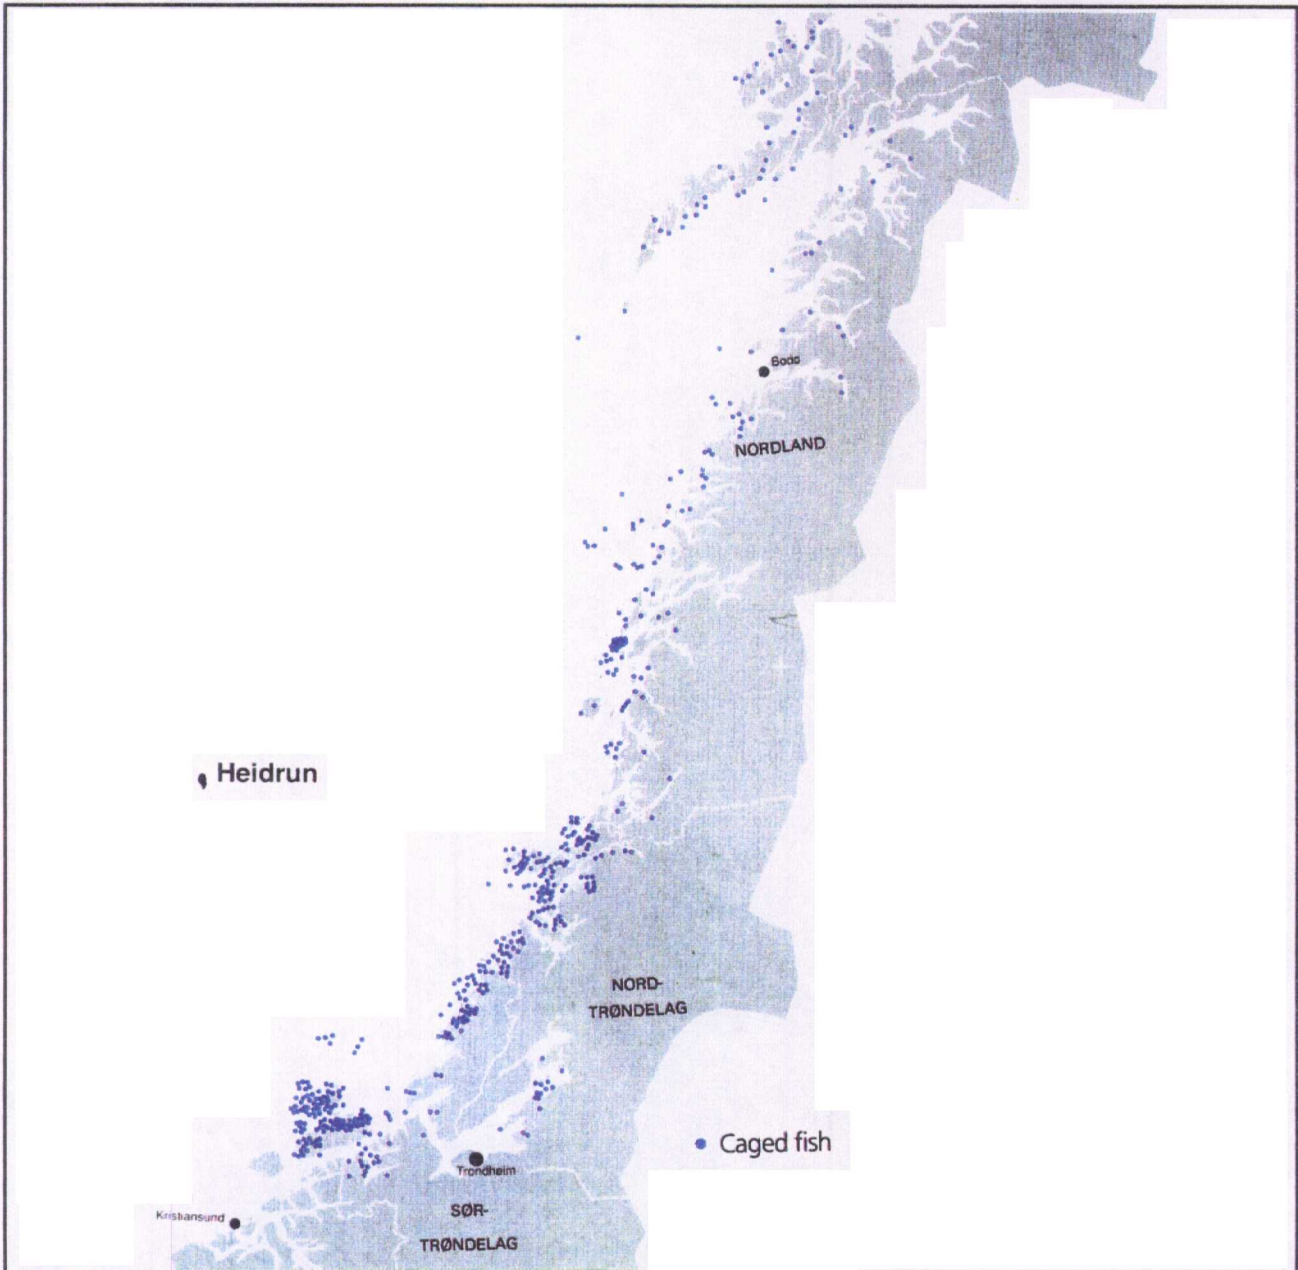 Bodø
NORDLAND
Heidrun
NORD-
TRØNDELAG
Caged fish
Trondheim
Kristiansund
SØR-
TRØNDELAG